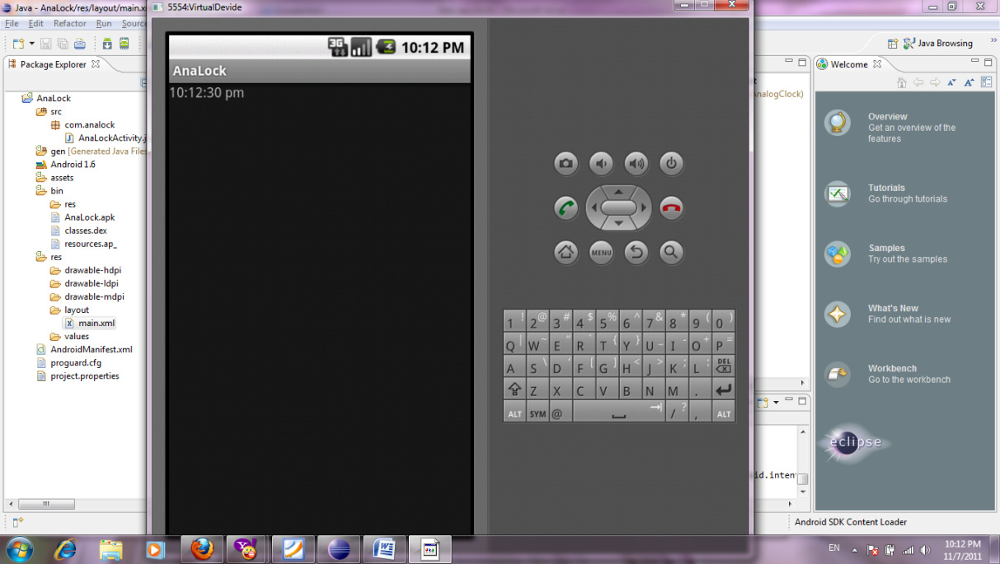 Java - AnaLock/res/layout/main.x
5554:VirtualDevide
File Edit Refactor Run Source
Java Browsing
Package Explorer
AnaLock
src
com.analock
AnaLockActivity.j
gen [Generated Java Files
Android 1.6
assets
bin
res
AnaLock.apk
classes.dex
resources.ap_
res
drawable-hdpi
drawable-ldpi
drawable-mdpi
layout
main.xml
values
AndroidManifest.xml
proguard.cfg
project.properties
3G
10:12 PM
AnaLock
10:12:30 pm
MENU
1 ! 2 @ 3 # 4 $ 5 % 6 ^ 7 & 8 * 9 ( 0 )
Q | W ~ E " R ` T { Y } U _ I - O + P =
A S \ D ' F [ G ] H < J > K ; L : DEL
Z X C V B N M .
ALT SYM @ / ? , ALT
AnalogClock)
id.inten
Welcome
Overview
Get an overview of the
features
Tutorials
Go through tutorials
Samples
Try out the samples
What's New
Find out what is new
Workbench
Go to the workbench
eclipse
Android SDK Content Loader
EN
10:12 PM
11/7/2011